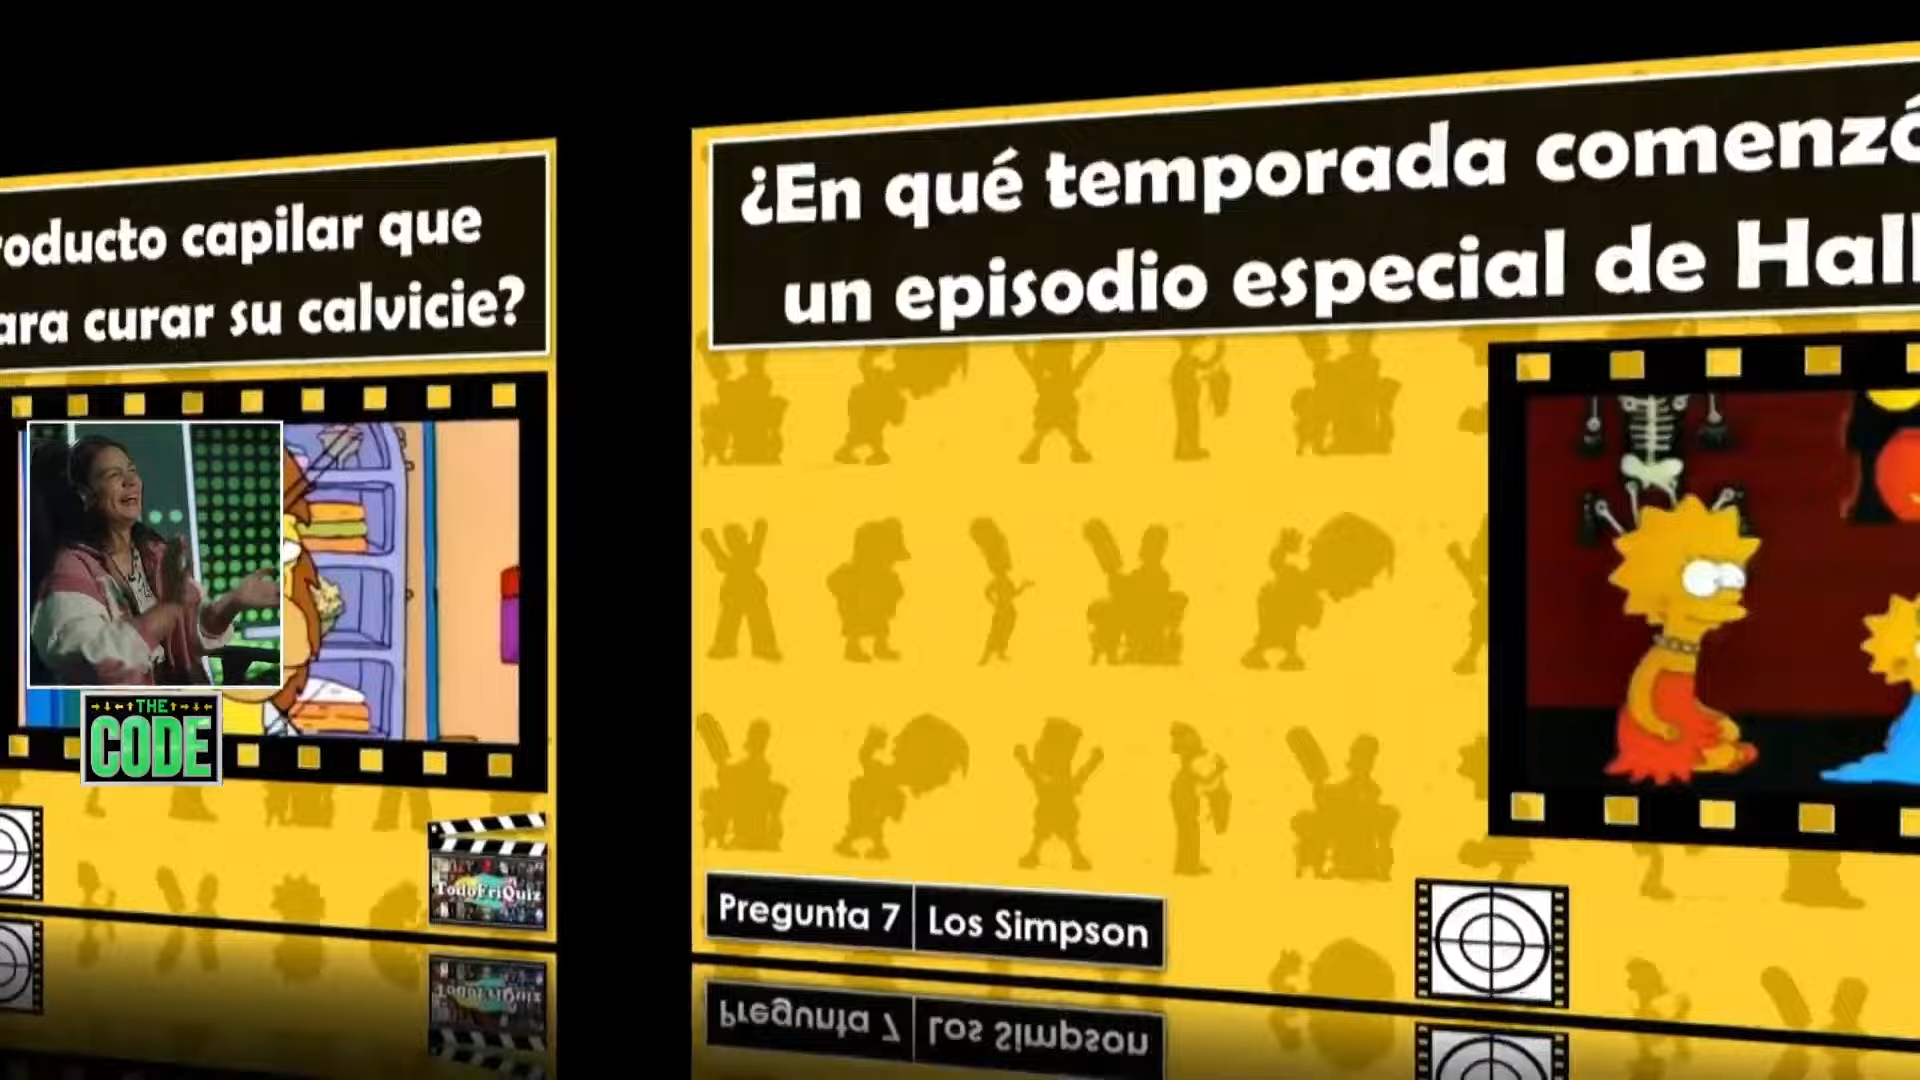 roducto capilar que
ara curar su calvicie?
THE
CODE
TodoFriQuiz
¿En qué temporada comenzó
un episodio especial de Hall
Pregunta 7
Los Simpson